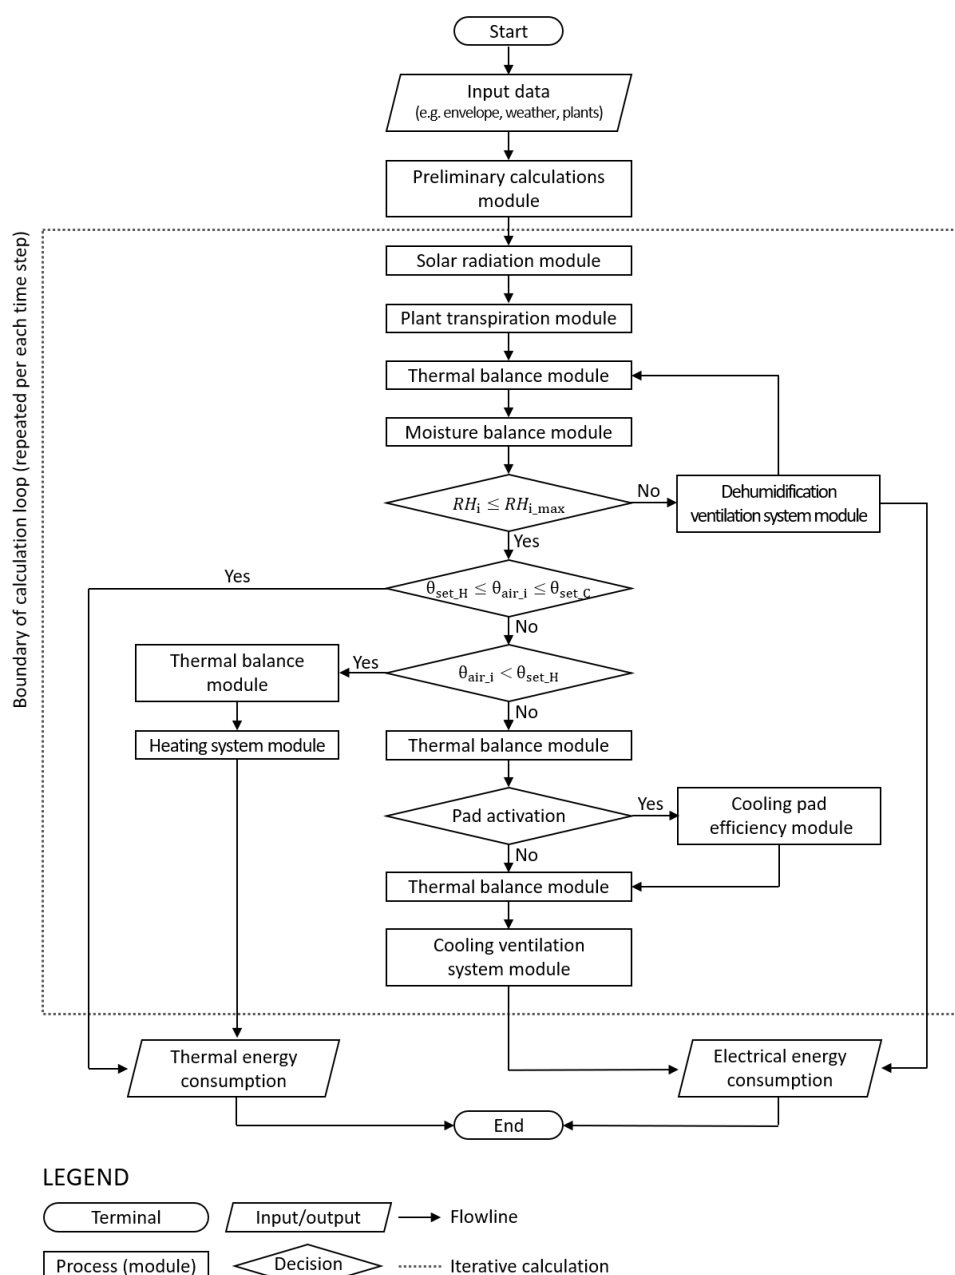 Start
Input data
(e.g. envelope, weather, plants)
Preliminary calculations
module
Boundary of calculation loop (repeated per each time step)
Solar radiation module
Plant transpiration module
Thermal balance module
Moisture balance module
RHi ≤ RHi_max
No
Dehumidification
ventilation system module
Yes
Yes
θset_H ≤ θair_i ≤ θset_C
No
Thermal balance
module
Yes
θair_i < θset_H
No
Heating system module
Thermal balance module
Pad activation
Yes
Cooling pad
efficiency module
No
Thermal balance module
Cooling ventilation
system module
Thermal energy
consumption
Electrical energy
consumption
End
LEGEND
Terminal
Input/output
Flowline
Process (module)
Decision
Iterative calculation